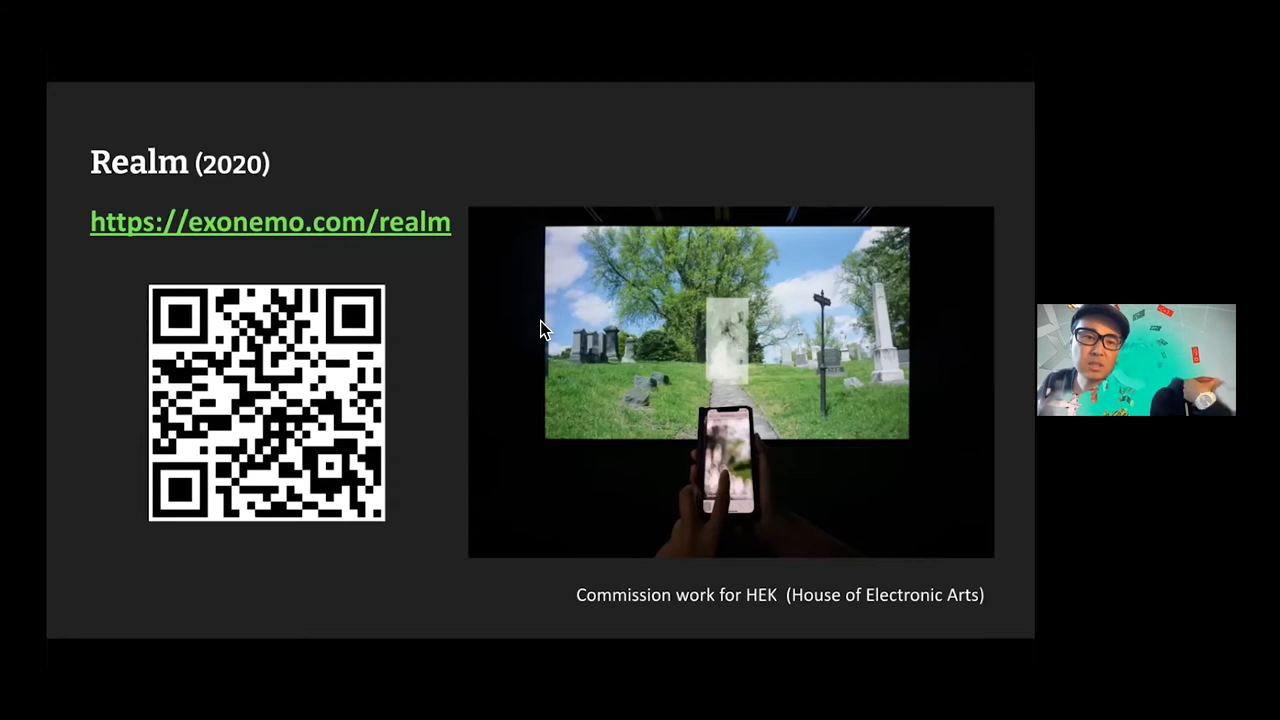 Realm (2020)
https://exonemo.com/realm
Commission work for HEK (House of Electronic Arts)